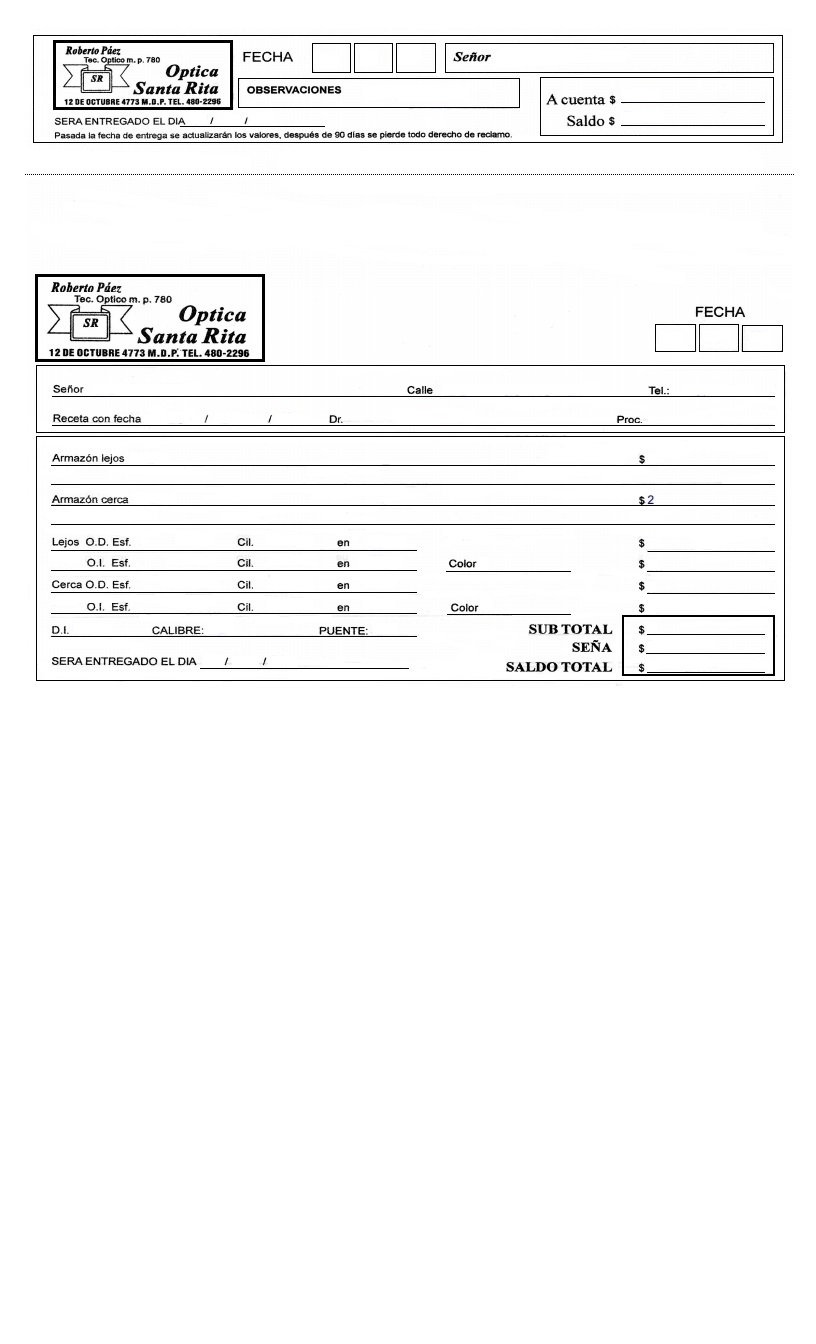 Roberto Páez
Tec. Optico m. p. 780
SR
Optica
Santa Rita
12 DE OCTUBRE 4773 M.D.P. TEL. 480-2296
FECHA
Señor
OBSERVACIONES
A cuenta $
Saldo $
SERA ENTREGADO EL DIA / /
Pasada la fecha de entrega se actualizarán los valores, después de 90 días se pierde todo derecho de reclamo.
Roberto Páez
Tec. Optico m. p. 780
SR
Optica
Santa Rita
12 DE OCTUBRE 4773 M.D.P. TEL. 480-2296
FECHA
Señor Calle Tel.:
Receta con fecha / / Dr. Proc.
Armazón lejos $
Armazón cerca $ 2
Lejos O.D. Esf. Cil. en $
O.I. Esf. Cil. en Color $
Cerca O.D. Esf. Cil. en $
O.I. Esf. Cil. en Color $
D.I. CALIBRE: PUENTE: SUB TOTAL $
SEÑA $
SERA ENTREGADO EL DIA / / SALDO TOTAL $